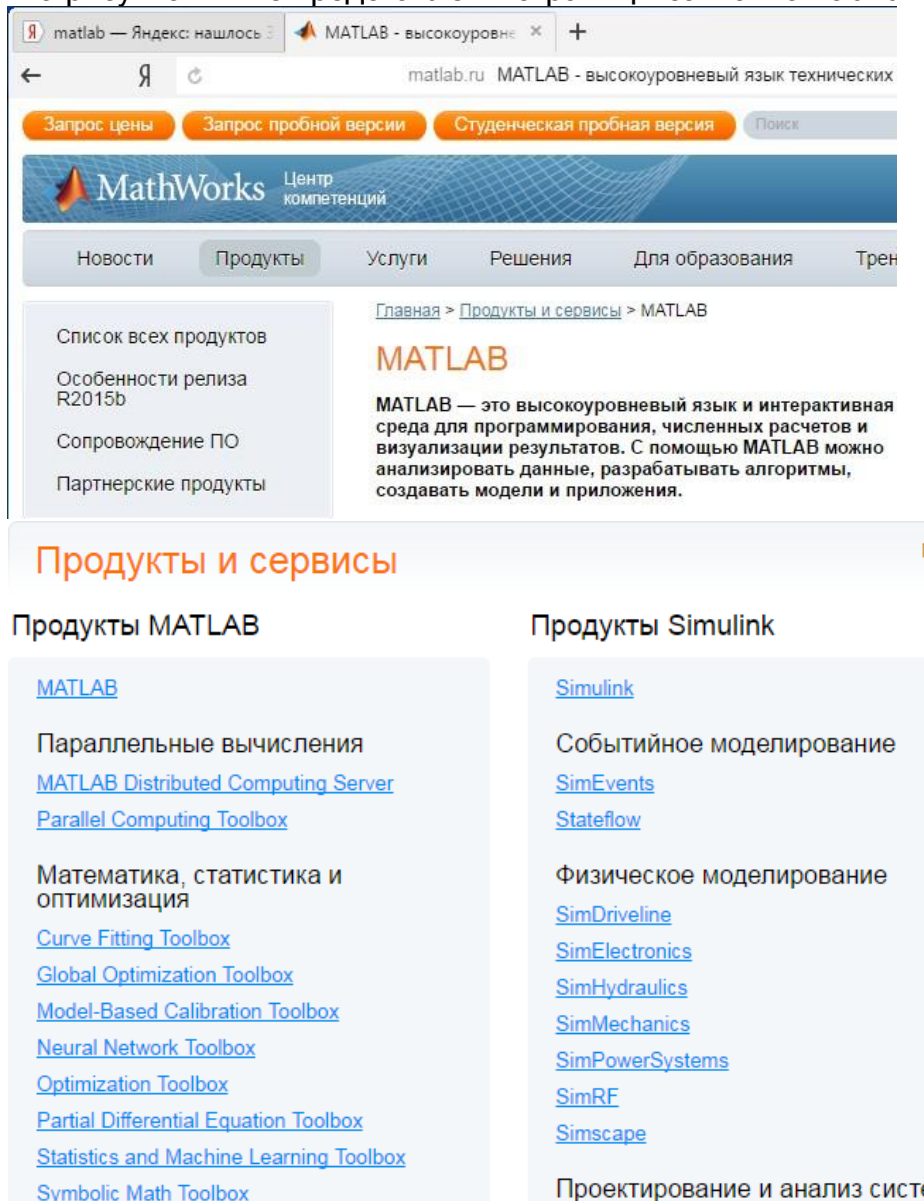 matlab — Яндекс: нашлось
MATLAB - высокоуровне
Я
matlab.ru MATLAB - высокоуровневый язык технических
Запрос цены
Запрос пробной версии
Студенческая пробная версия
Поиск
MathWorks
Центр
компетенций
Новости
Продукты
Услуги
Решения
Для образования
Трен
Список всех продуктов
Особенности релиза
R2015b
Сопровождение ПО
Партнерские продукты
Главная > Продукты и сервисы > MATLAB
MATLAB
MATLAB — это высокоуровневый язык и интерактивная
среда для программирования, численных расчетов и
визуализации результатов. С помощью MATLAB можно
анализировать данные, разрабатывать алгоритмы,
создавать модели и приложения.
Продукты и сервисы
Продукты MATLAB
MATLAB
Параллельные вычисления
MATLAB Distributed Computing Server
Parallel Computing Toolbox
Математика, статистика и
оптимизация
Curve Fitting Toolbox
Global Optimization Toolbox
Model-Based Calibration Toolbox
Neural Network Toolbox
Optimization Toolbox
Partial Differential Equation Toolbox
Statistics and Machine Learning Toolbox
Symbolic Math Toolbox
Продукты Simulink
Simulink
Событийное моделирование
SimEvents
Stateflow
Физическое моделирование
SimDriveline
SimElectronics
SimHydraulics
SimMechanics
SimPowerSystems
SimRF
Simscape
Проектирование и анализ сист